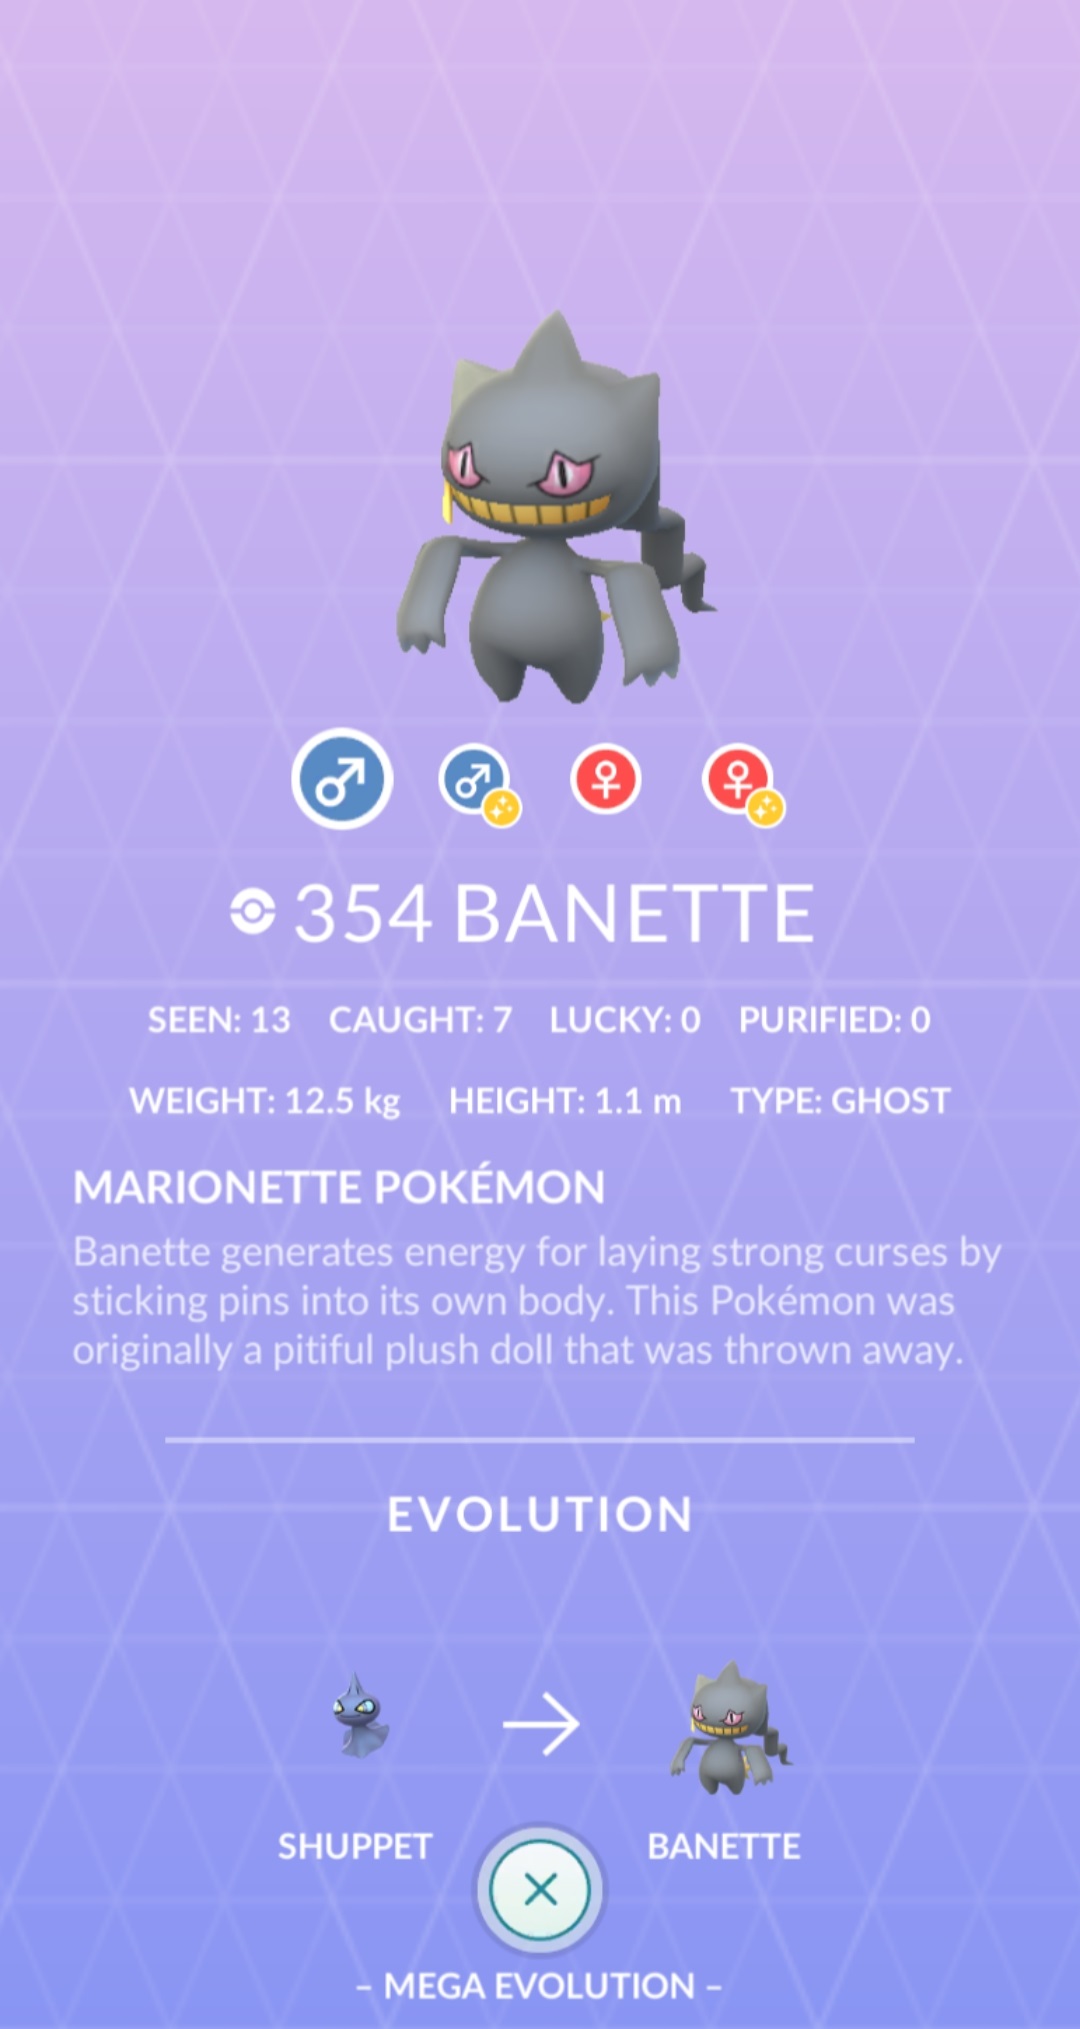 354 BANETTE
SEEN: 13 CAUGHT: 7 LUCKY: 0 PURIFIED: 0
WEIGHT: 12.5 kg HEIGHT: 1.1 m TYPE: GHOST
MARIONETTE POKÉMON
Banette generates energy for laying strong curses by
sticking pins into its own body. This Pokémon was
originally a pitiful plush doll that was thrown away.
EVOLUTION
SHUPPET BANETTE
– MEGA EVOLUTION –